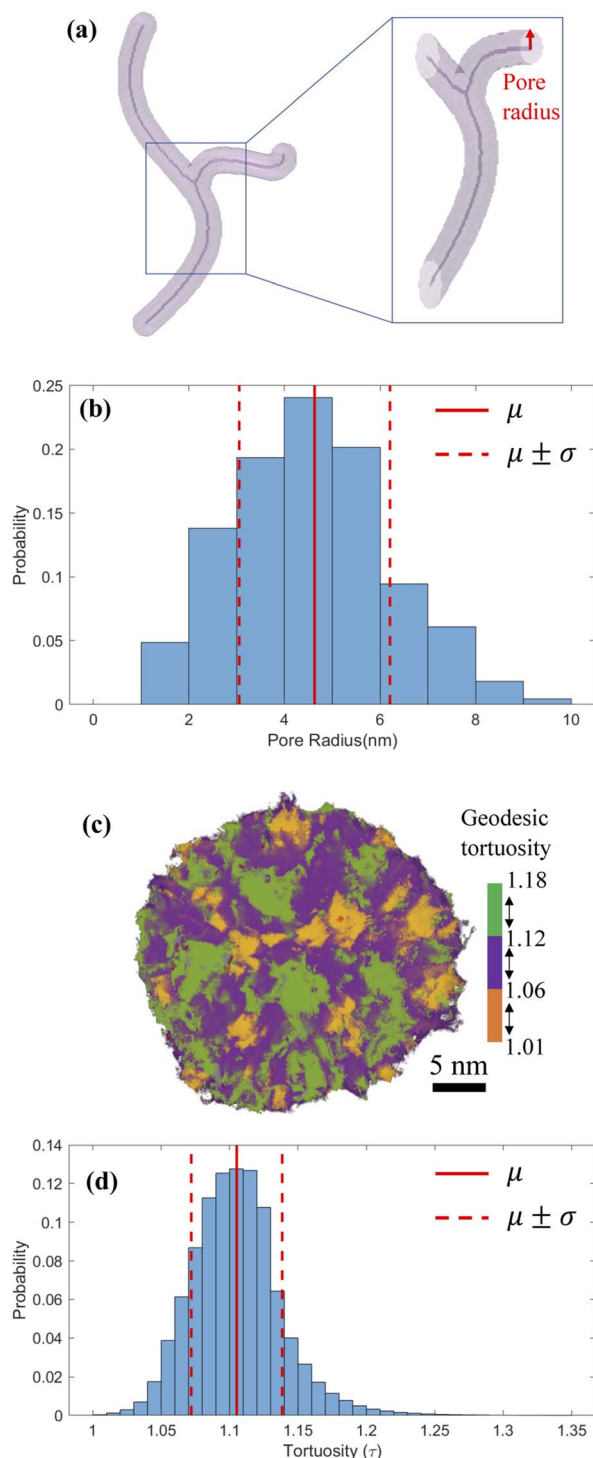 (a)
Pore
radius
(b)
μ
μ ± σ
0.25
0.2
0.15
0.1
0.05
0
Probability
0
2
4
6
8
10
Pore Radius(nm)
(c)
Geodesic
tortuosity
1.18
1.12
1.06
1.01
5 nm
(d)
μ
μ ± σ
0.14
0.12
0.1
0.08
0.06
0.04
0.02
0
Probability
1
1.05
1.1
1.15
1.2
1.25
1.3
1.35
Tortuosity (τ)